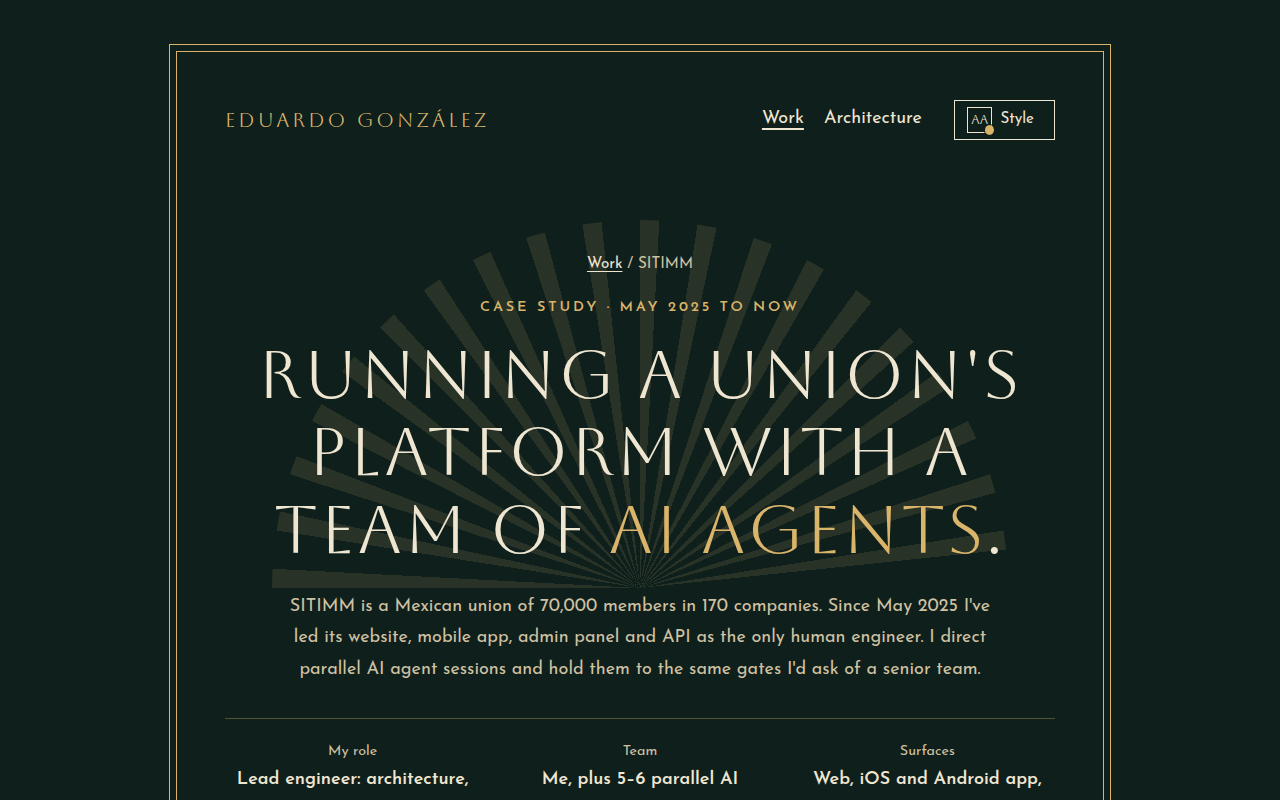 EDUARDO GONZÁLEZ
Work Architecture AA Style
Work / SITIMM
CASE STUDY · MAY 2025 TO NOW
RUNNING A UNION'S
PLATFORM WITH A
TEAM OF AI AGENTS.
SITIMM is a Mexican union of 70,000 members in 170 companies. Since May 2025 I've
led its website, mobile app, admin panel and API as the only human engineer. I direct
parallel AI agent sessions and hold them to the same gates I'd ask of a senior team.
My role Team Surfaces
Lead engineer: architecture, Me, plus 5–6 parallel AI Web, iOS and Android app,